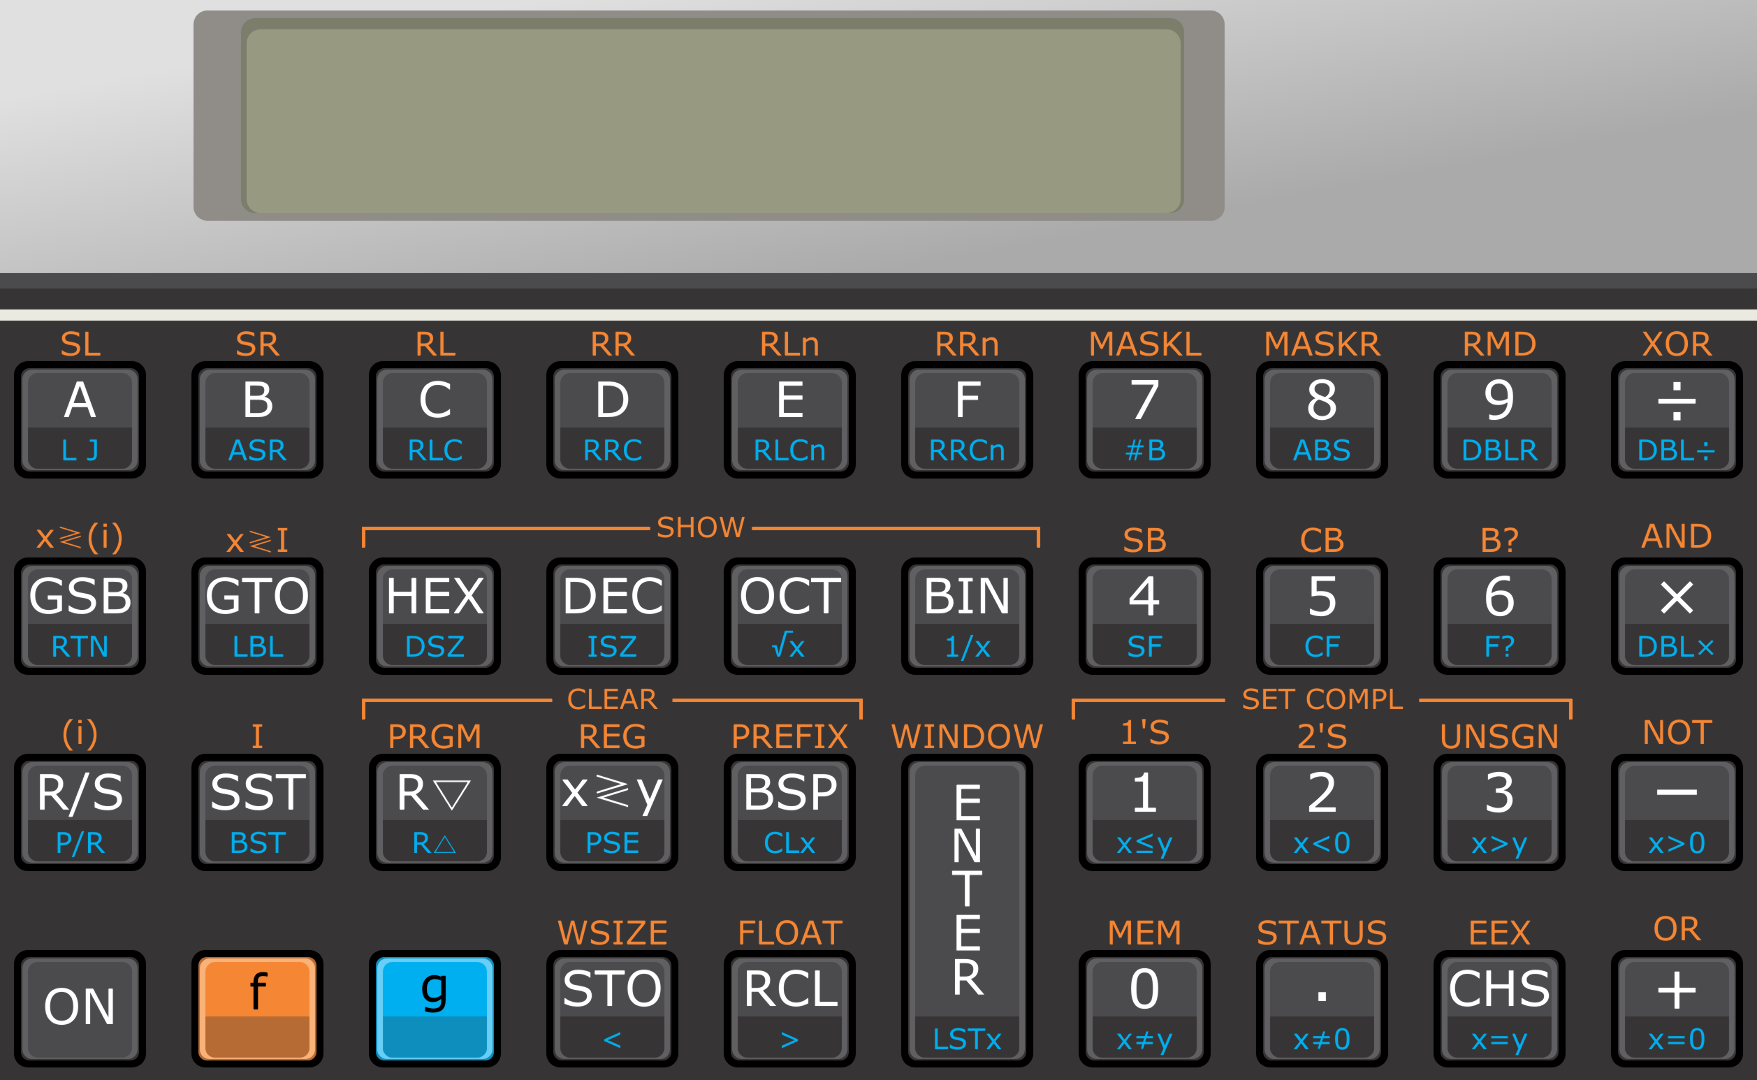 SL SR RL RR RLn RRn MASKL MASKR RMD XOR
A B C D E F 7 8 9 ÷
L J ASR RLC RRC RLCn RRCn #B ABS DBLR DBL÷
SHOW
x≷(i) x≷I SB CB B? AND
GSB GTO HEX DEC OCT BIN 4 5 6 ×
RTN LBL DSZ ISZ √x 1/x SF CF F? DBL×
CLEAR SET COMPL
(i) I PRGM REG PREFIX WINDOW 1'S 2'S UNSGN NOT
R/S SST R▽ x≷y BSP ENTER 1 2 3 −
P/R BST R△ PSE CLx x≤y x<0 x>y x>0
WSIZE FLOAT MEM STATUS EEX OR
ON f g STO RCL 0 . CHS +
< > LSTx x≠y x≠0 x=y x=0